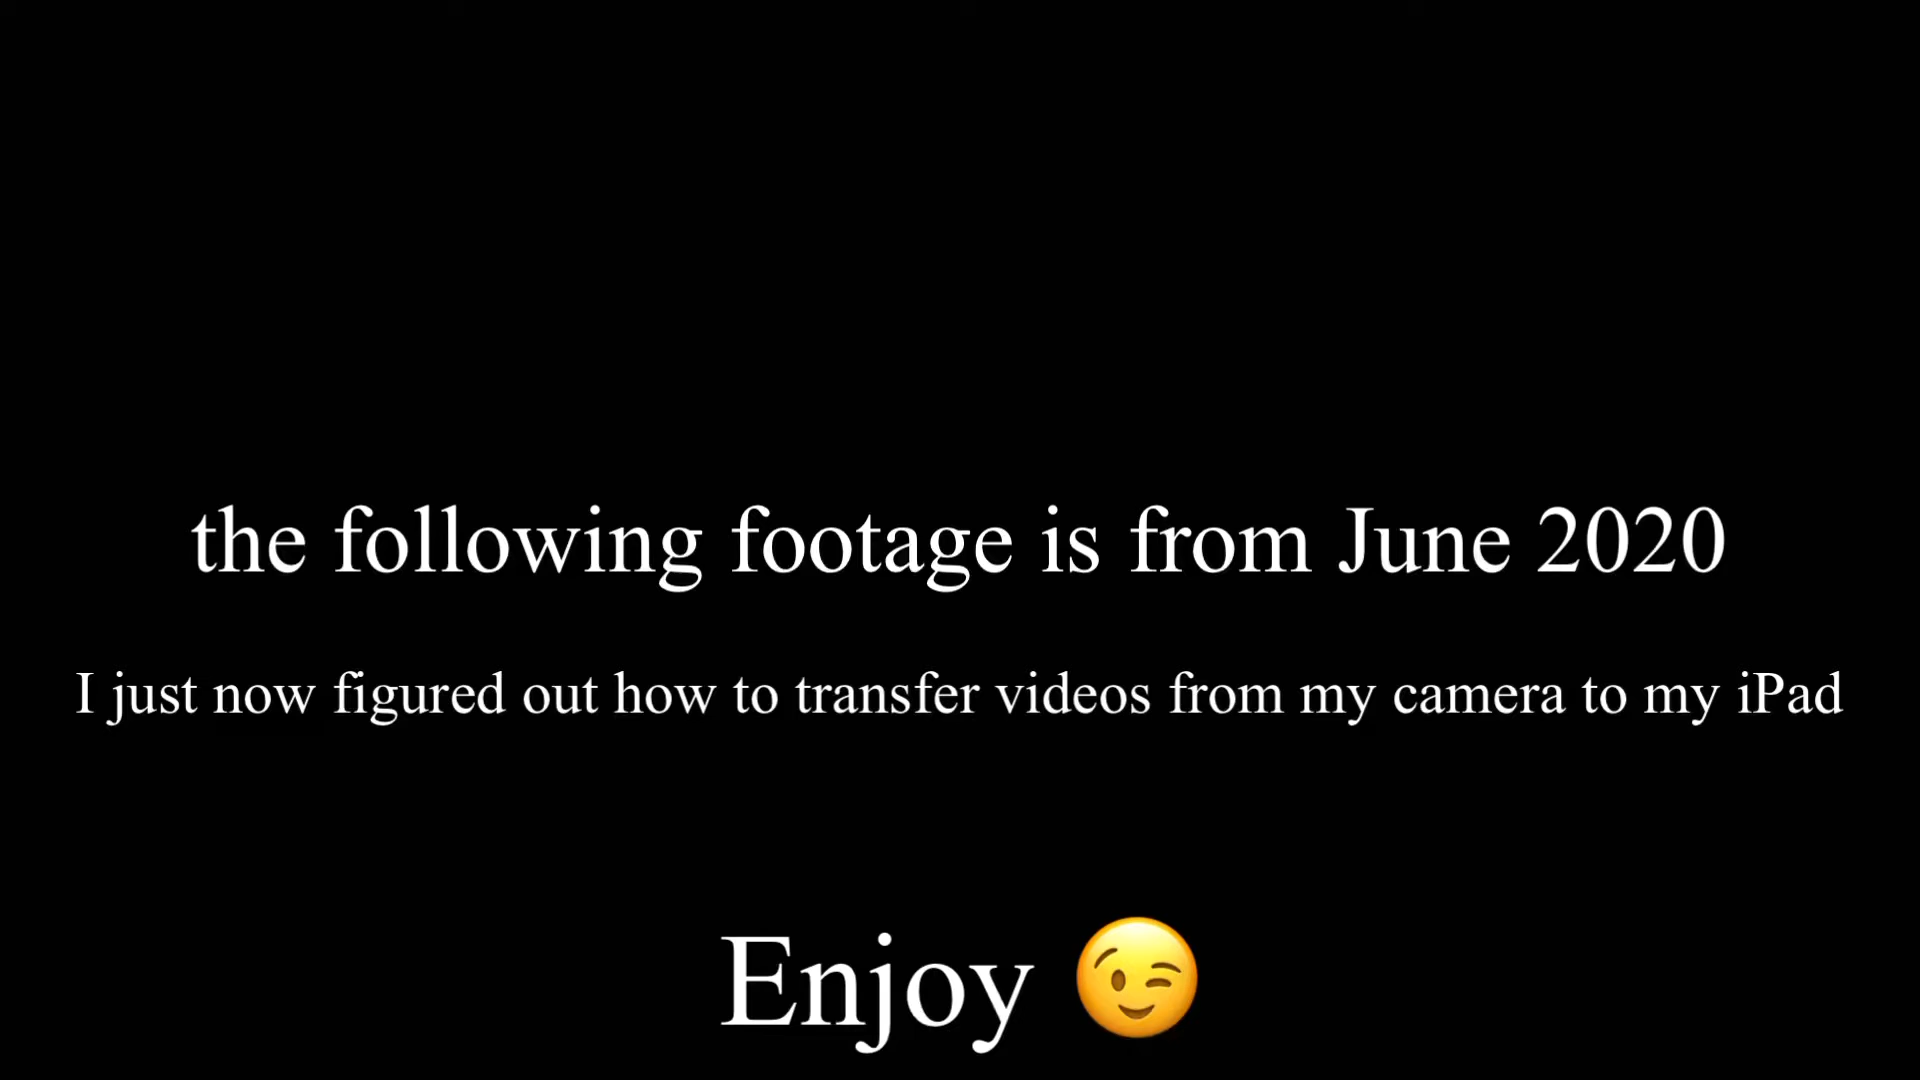 the following footage is from June 2020
I just now figured out how to transfer videos from my camera to my iPad
Enjoy 😉